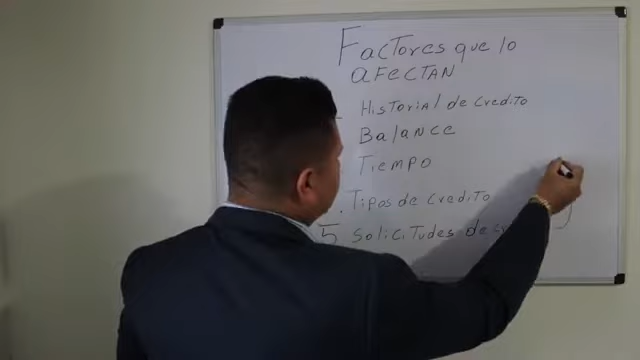 Factores que lo
AFECTAN
Historial de credito
Balance
Tiempo
. Tipos de credito
5 solicitudes de